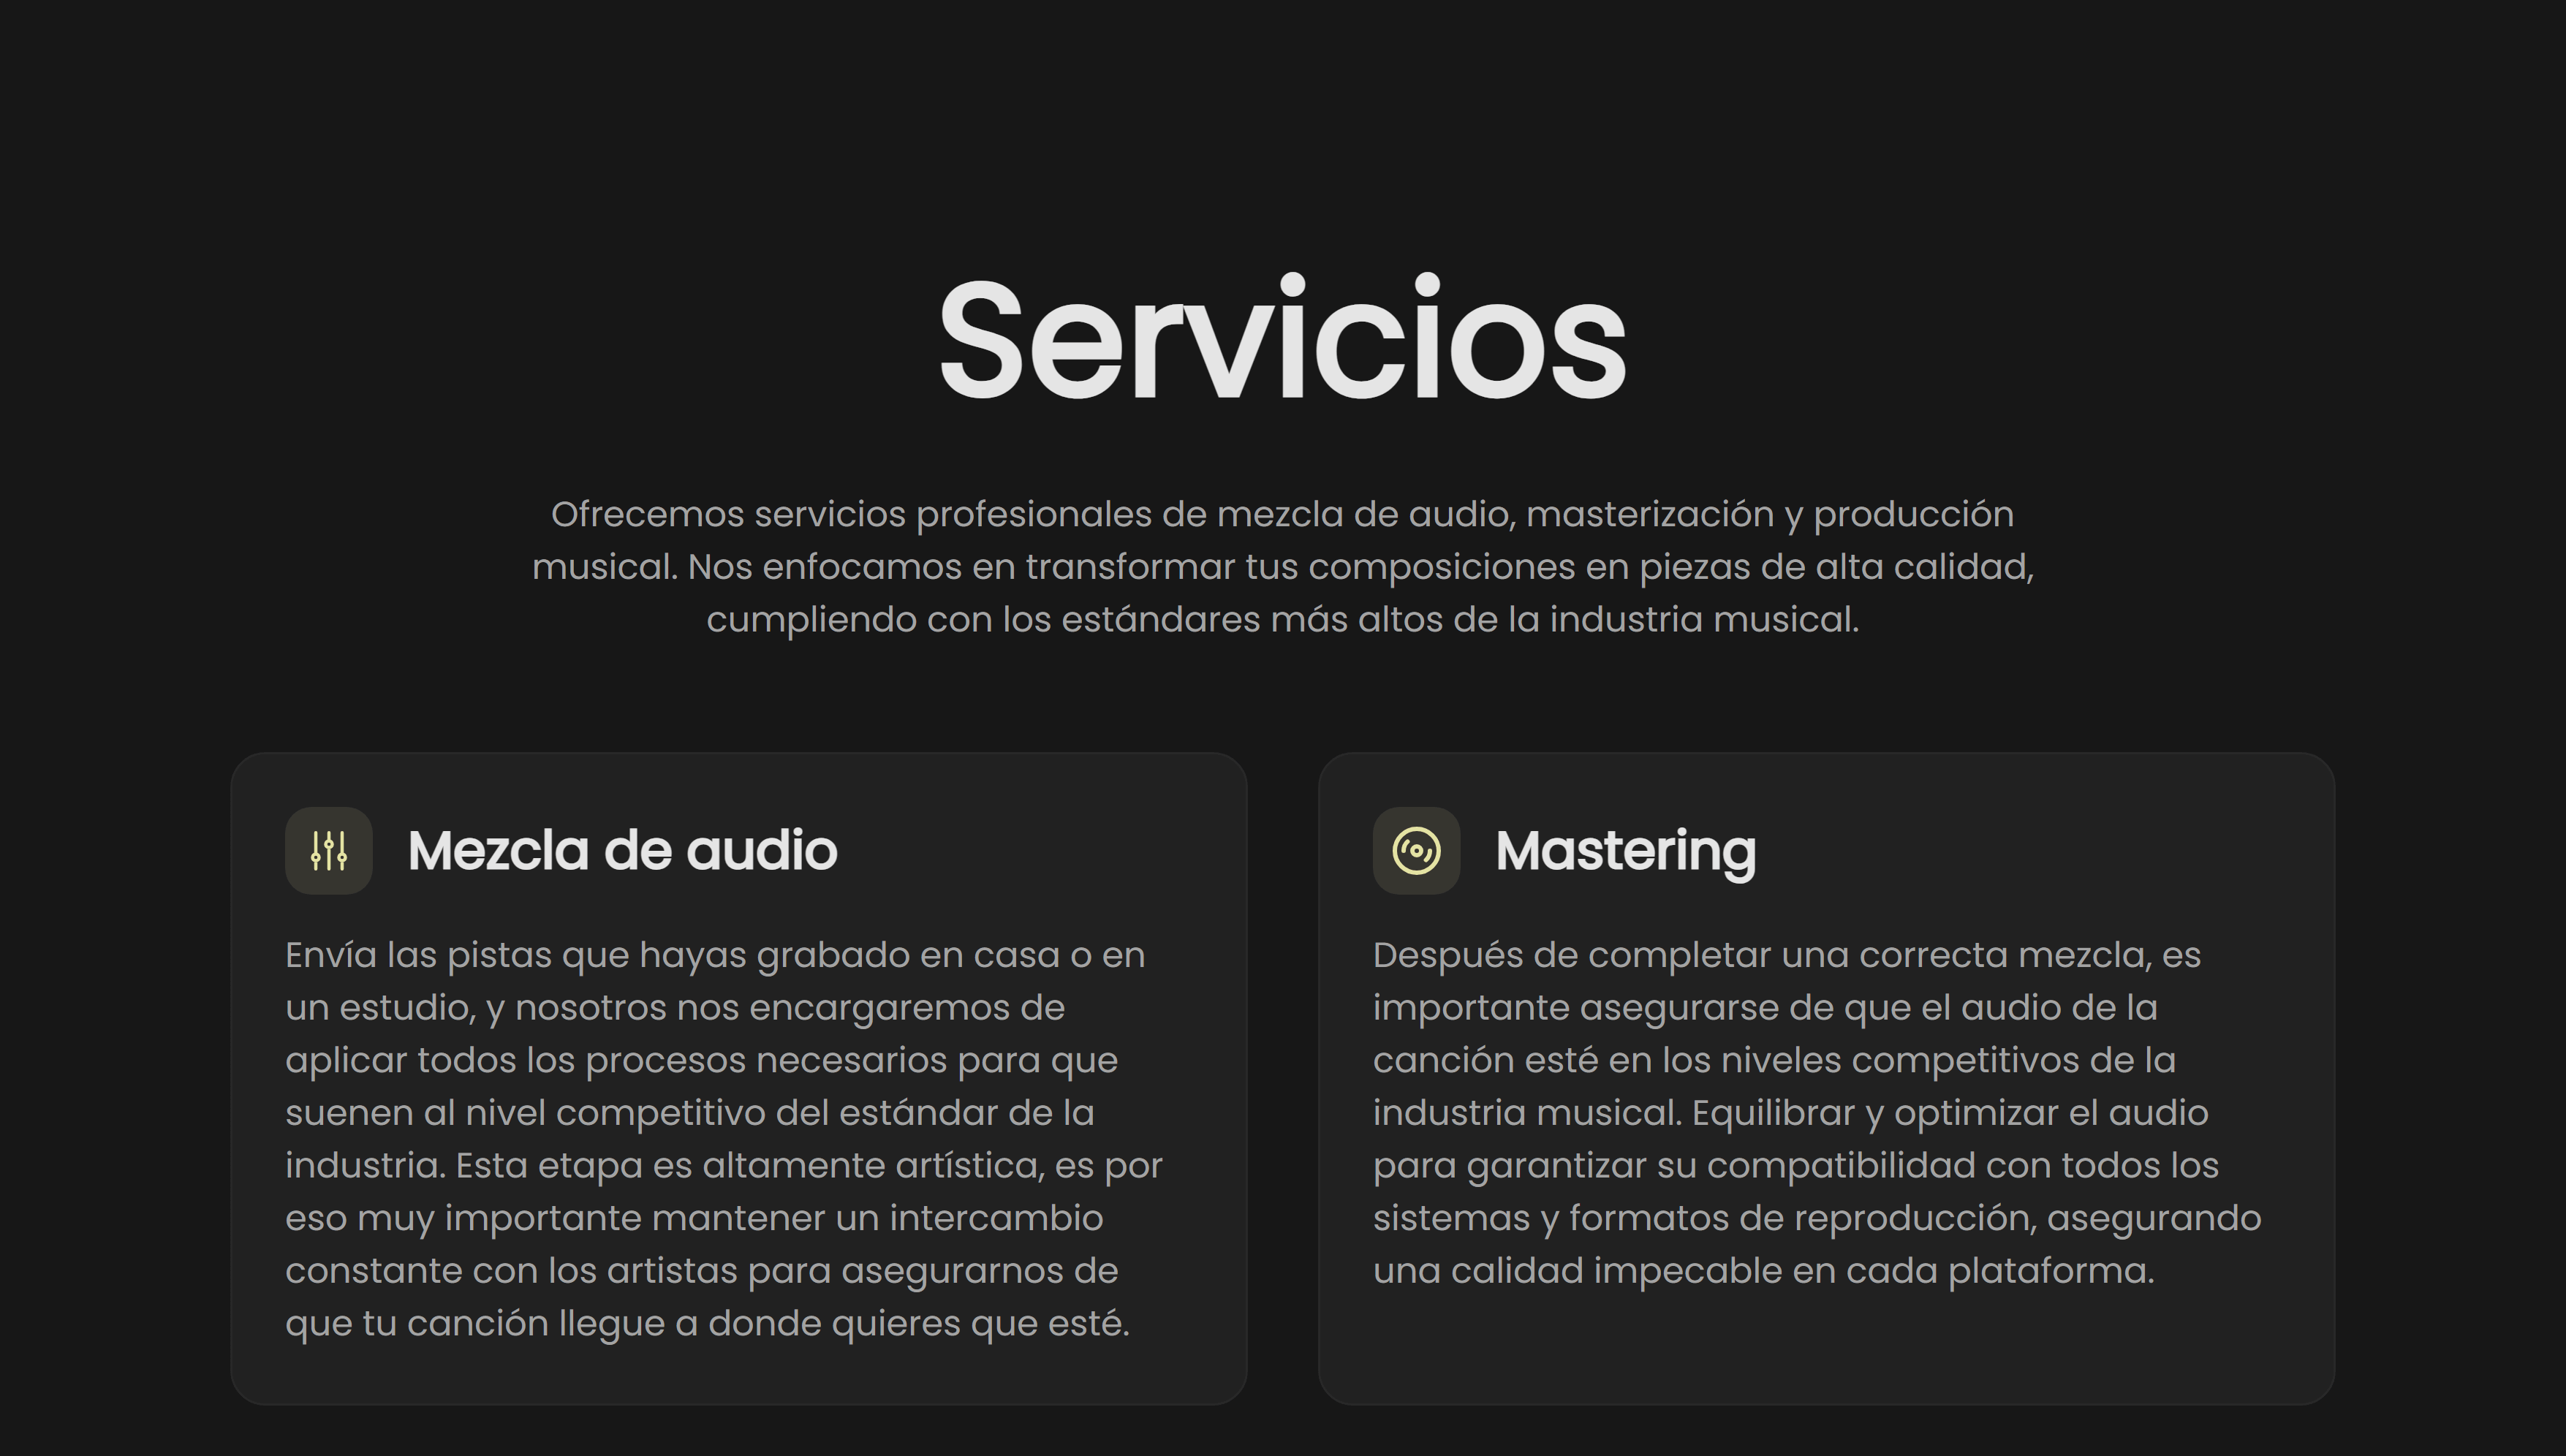 Servicios
Ofrecemos servicios profesionales de mezcla de audio, masterización y producción
musical. Nos enfocamos en transformar tus composiciones en piezas de alta calidad,
cumpliendo con los estándares más altos de la industria musical.
Mezcla de audio
Envía las pistas que hayas grabado en casa o en
un estudio, y nosotros nos encargaremos de
aplicar todos los procesos necesarios para que
suenen al nivel competitivo del estándar de la
industria. Esta etapa es altamente artística, es por
eso muy importante mantener un intercambio
constante con los artistas para asegurarnos de
que tu canción llegue a donde quieres que esté.
Mastering
Después de completar una correcta mezcla, es
importante asegurarse de que el audio de la
canción esté en los niveles competitivos de la
industria musical. Equilibrar y optimizar el audio
para garantizar su compatibilidad con todos los
sistemas y formatos de reproducción, asegurando
una calidad impecable en cada plataforma.